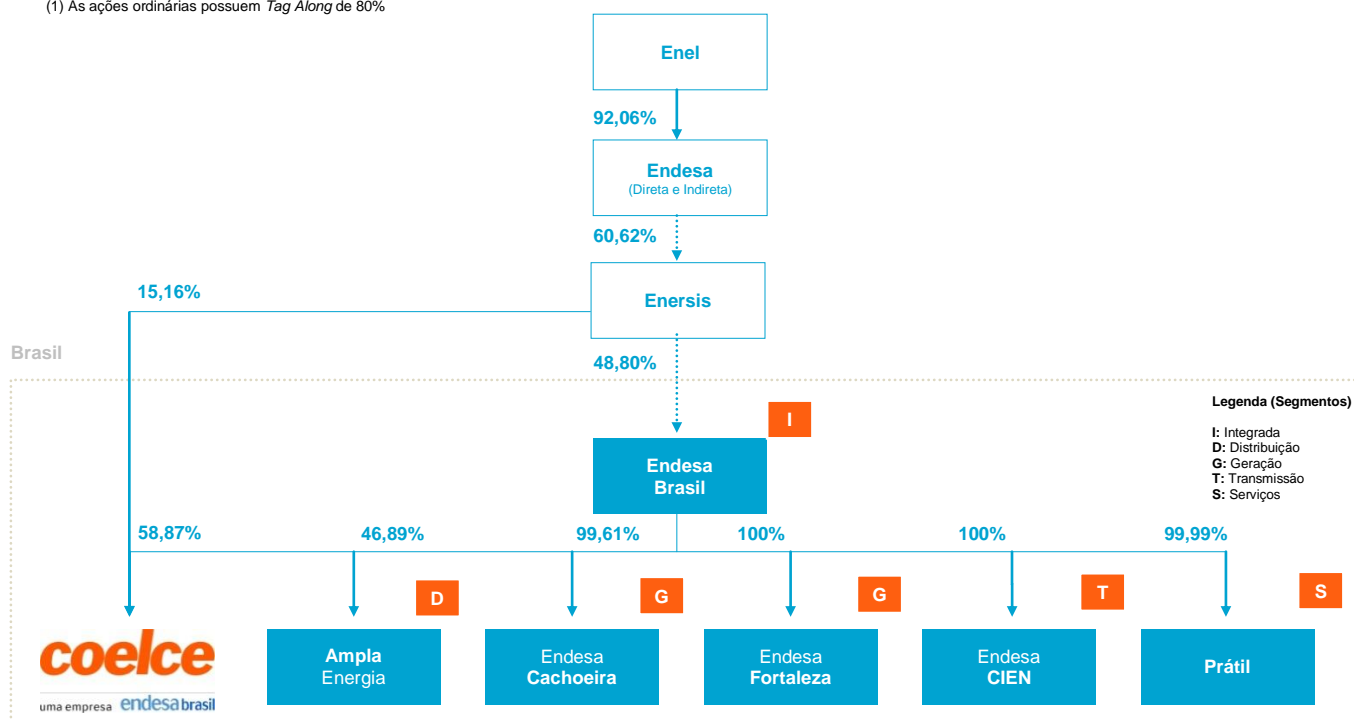 (1) As ações ordinárias possuem Tag Along de 80%
Enel
92,06%
Endesa
(Direta e Indireta)
60,62%
Enersis
15,16%
48,80%
Brasil
Legenda (Segmentos)
I: Integrada
D: Distribuição
G: Geração
T: Transmissão
S: Serviços
I
Endesa
Brasil
58,87%
46,89%
99,61%
100%
100%
99,99%
D
G
G
T
S
coelce
uma empresa endesabrasil
Ampla
Energia
Endesa
Cachoeira
Endesa
Fortaleza
Endesa
CIEN
Prátil